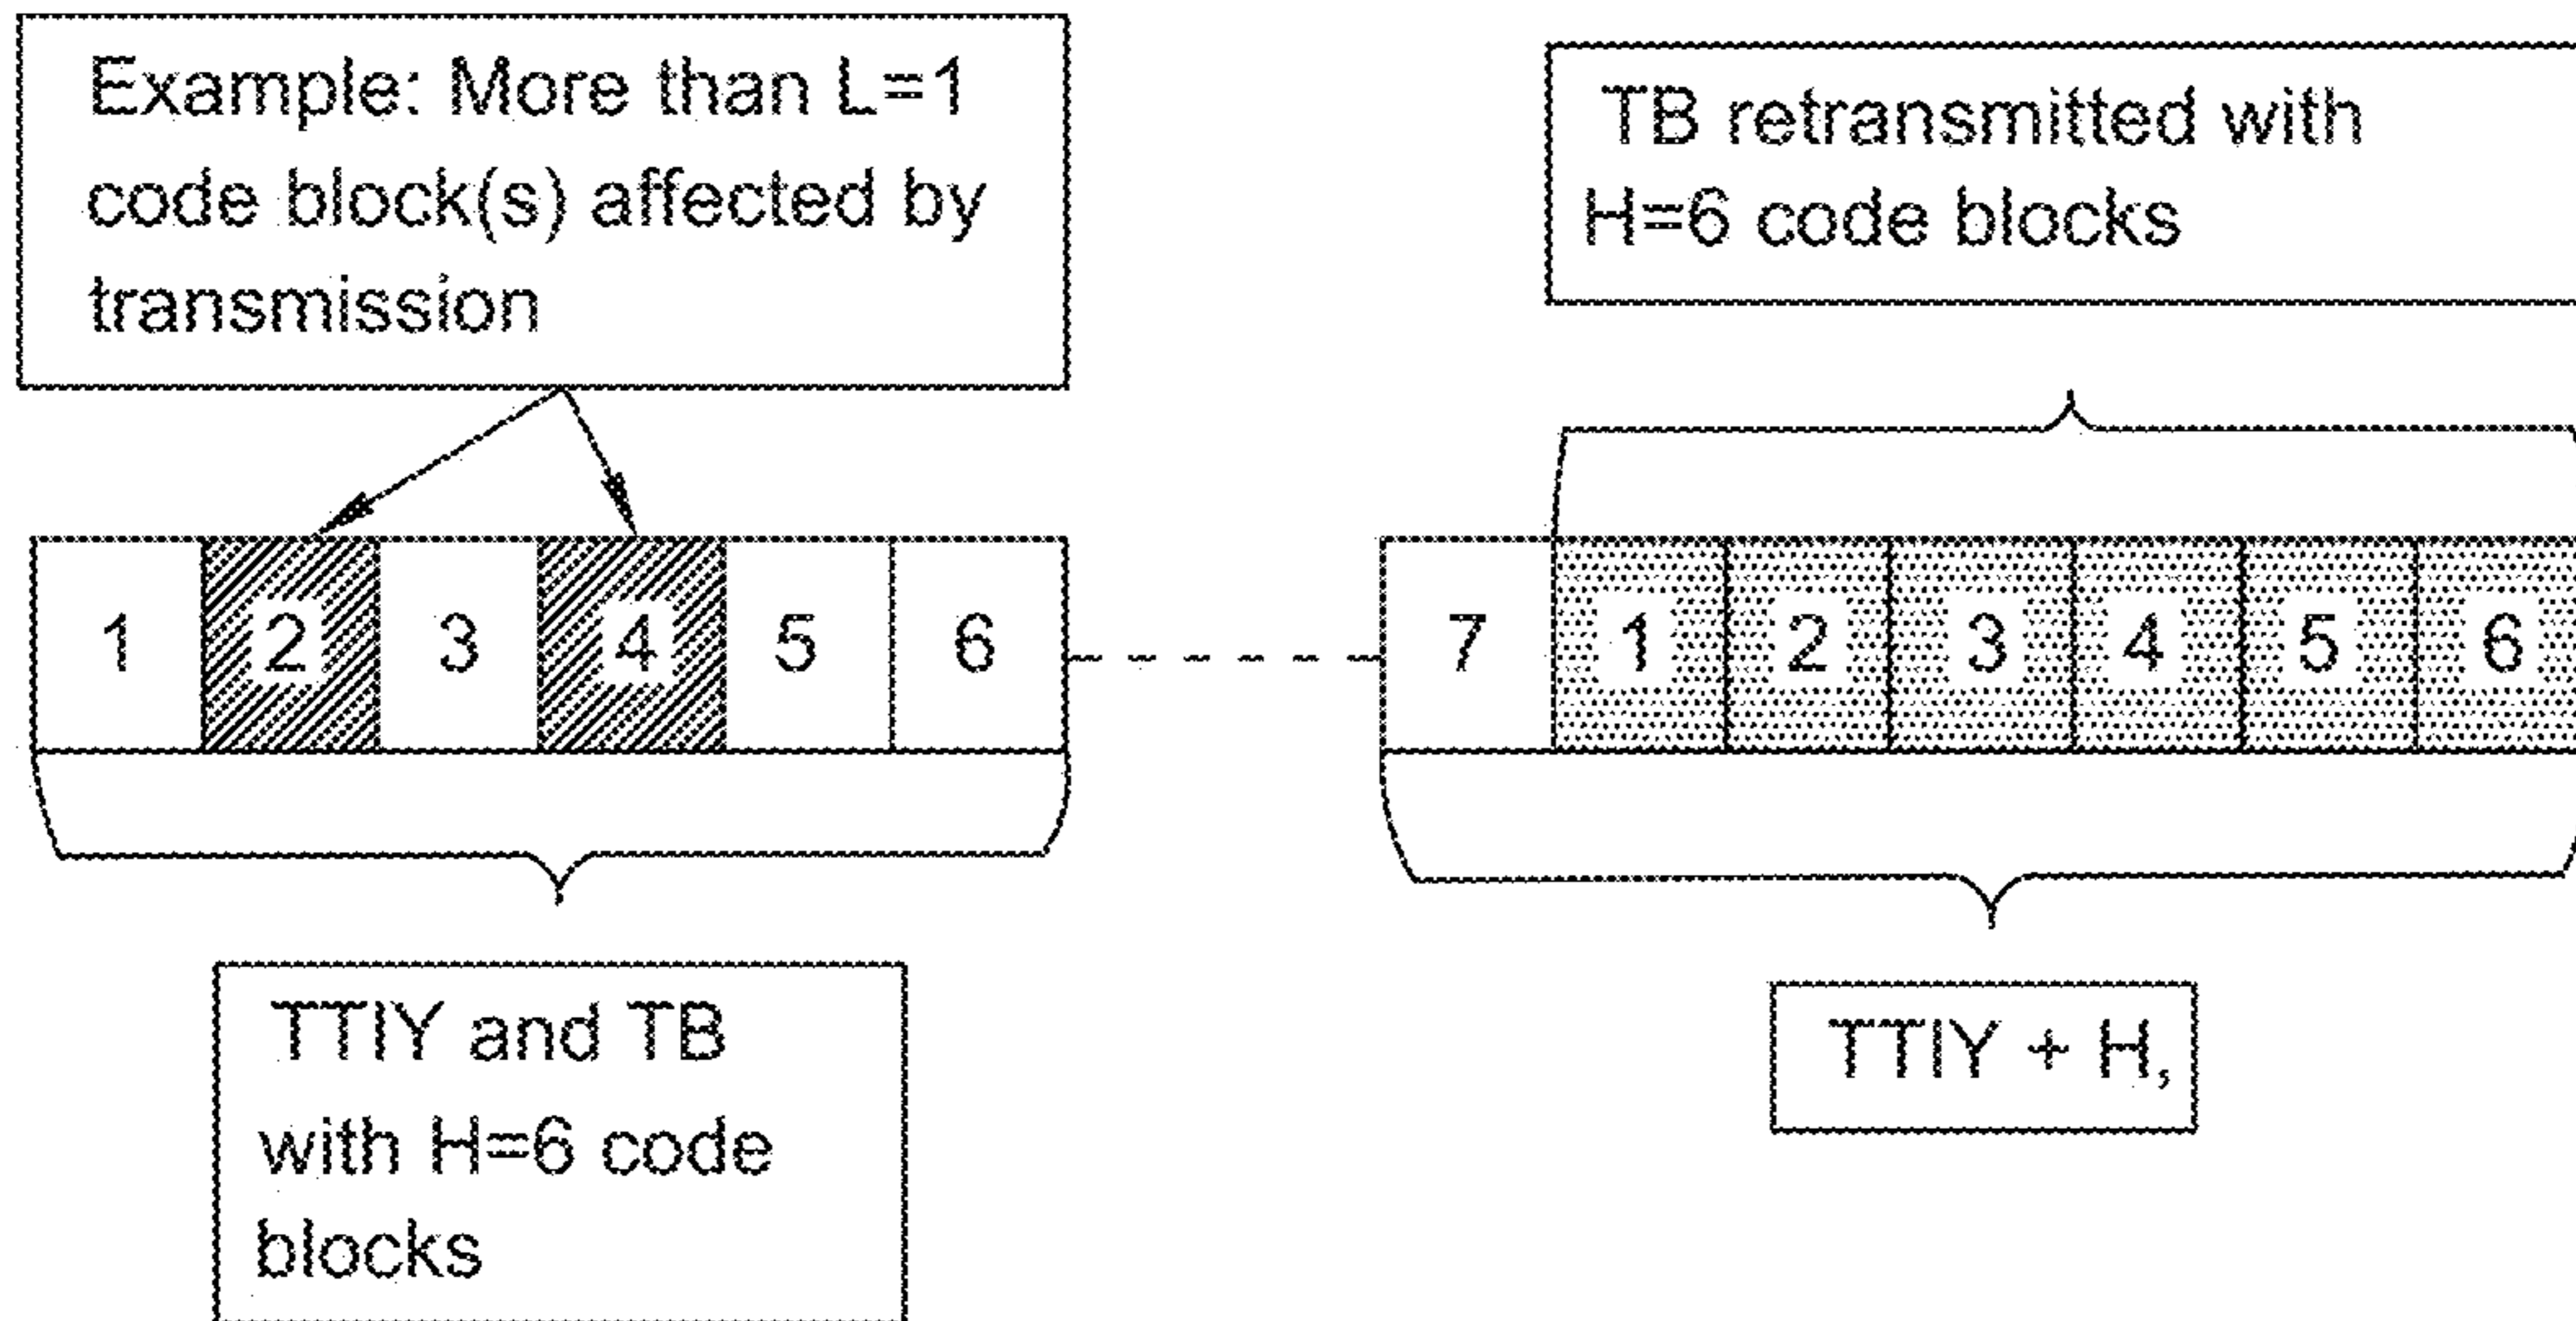 Example: More than L=1
code block(s) affected by
transmission
TB retransmitted with
H=6 code blocks
1 2 3 4 5 6 7 1 2 3 4 5 6
TTIY and TB
with H=6 code
blocks
TTIY + H,